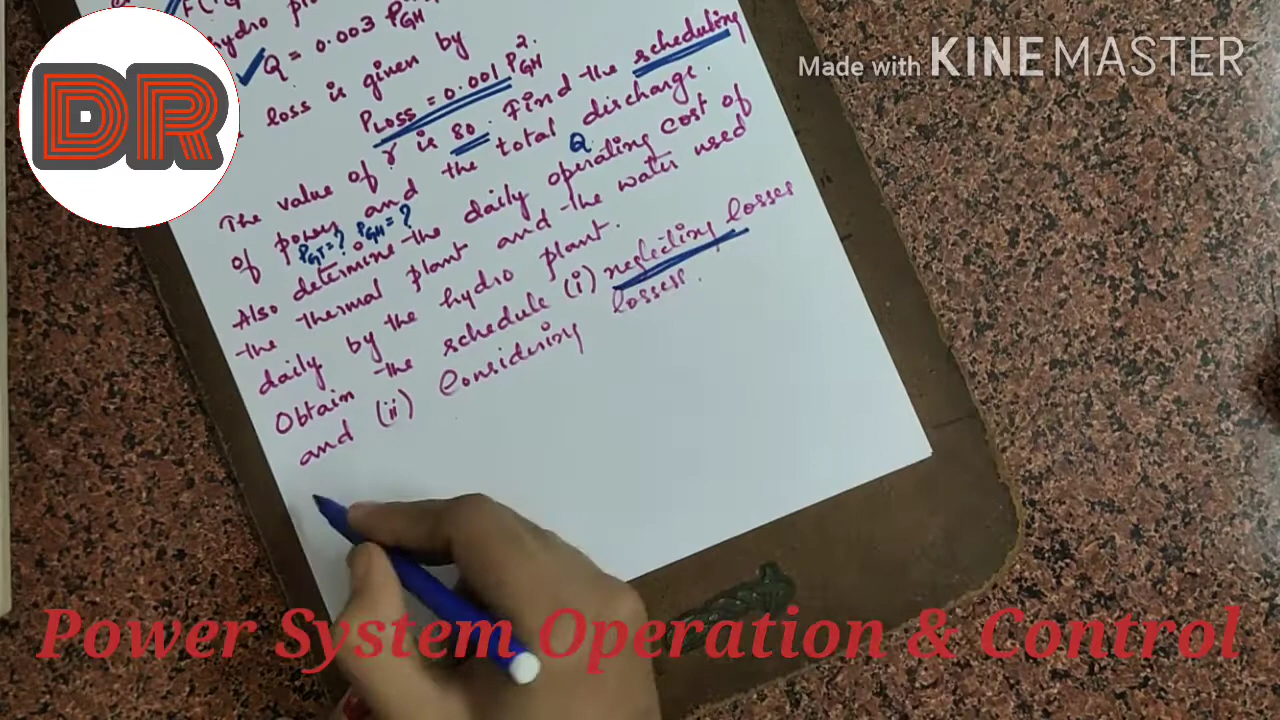 F(P
hydro
Q = 0.003 P GH
loss is given by
P LOSS = 0.001 P²GH.
The value of γ is 80. Find the scheduling
of power and the total discharge.
PGT=? PGH=? Q
Also determine the daily operating cost of
the thermal plant and the water used
daily by the hydro plant.
Obtain the schedule (i) neglecting losses
and (ii) Considering losses.
DR
Made with KINEMASTER
Power System Operation & Control